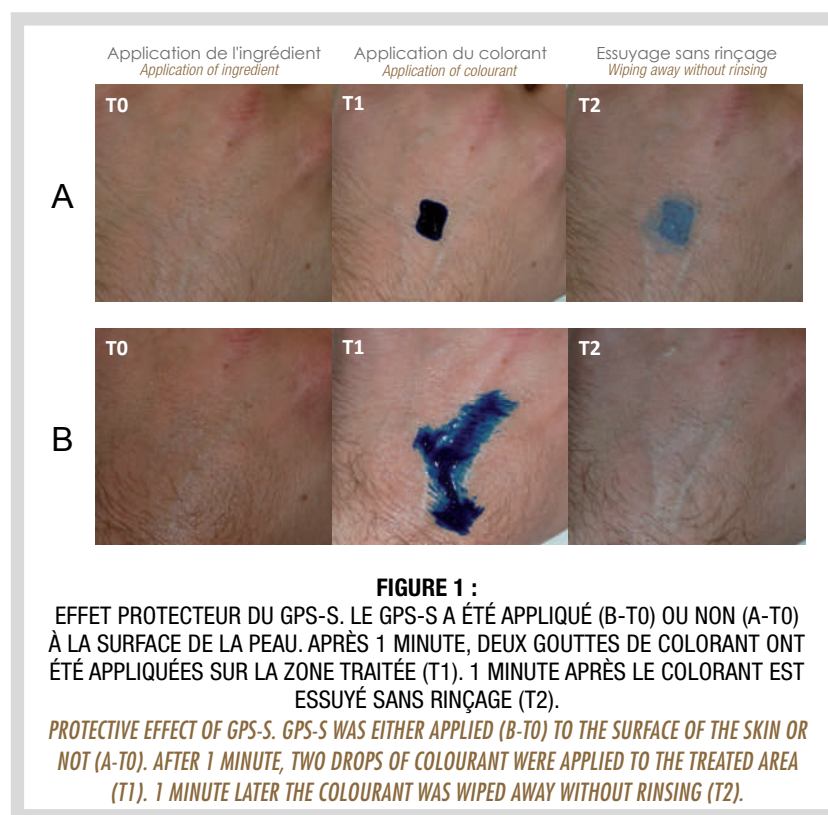 Application de l'ingrédient
Application of ingredient
Application du colorant
Application of colourant
Essuyage sans rinçage
Wiping away without rinsing
T0
T1
T2
A
T0
T1
T2
B
FIGURE 1 :
EFFET PROTECTEUR DU GPS-S. LE GPS-S A ÉTÉ APPLIQUÉ (B-T0) OU NON (A-T0)
À LA SURFACE DE LA PEAU. APRÈS 1 MINUTE, DEUX GOUTTES DE COLORANT ONT
ÉTÉ APPLIQUÉES SUR LA ZONE TRAITÉE (T1). 1 MINUTE APRÈS LE COLORANT EST
ESSUYÉ SANS RINÇAGE (T2).
PROTECTIVE EFFECT OF GPS-S. GPS-S WAS EITHER APPLIED (B-T0) TO THE SURFACE OF THE SKIN OR
NOT (A-T0). AFTER 1 MINUTE, TWO DROPS OF COLOURANT WERE APPLIED TO THE TREATED AREA
(T1). 1 MINUTE LATER THE COLOURANT WAS WIPED AWAY WITHOUT RINSING (T2).